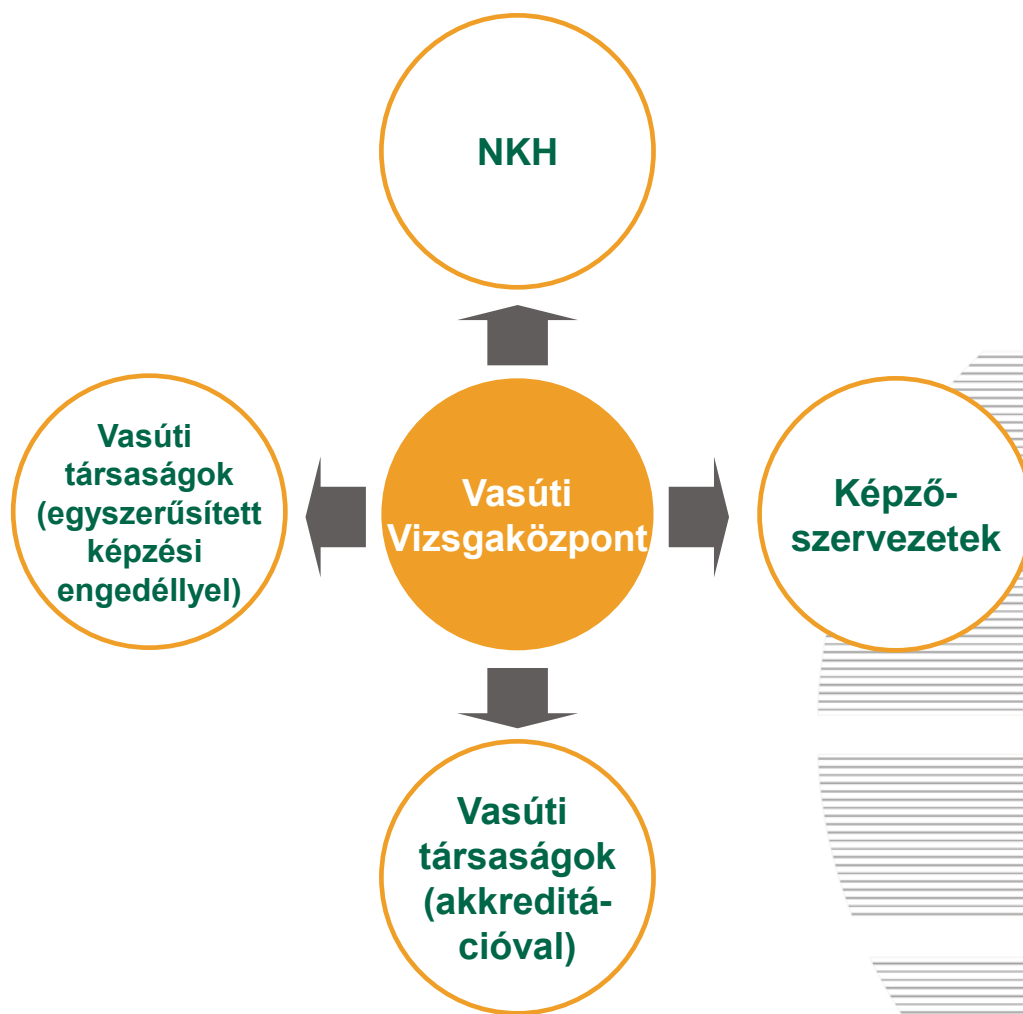 NKH
Vasúti
társaságok
(egyszerűsített
képzési
engedéllyel)
Vasúti
Vizsgaközpont
Képző-
szervezetek
Vasúti
társaságok
(akkreditá-
cióval)